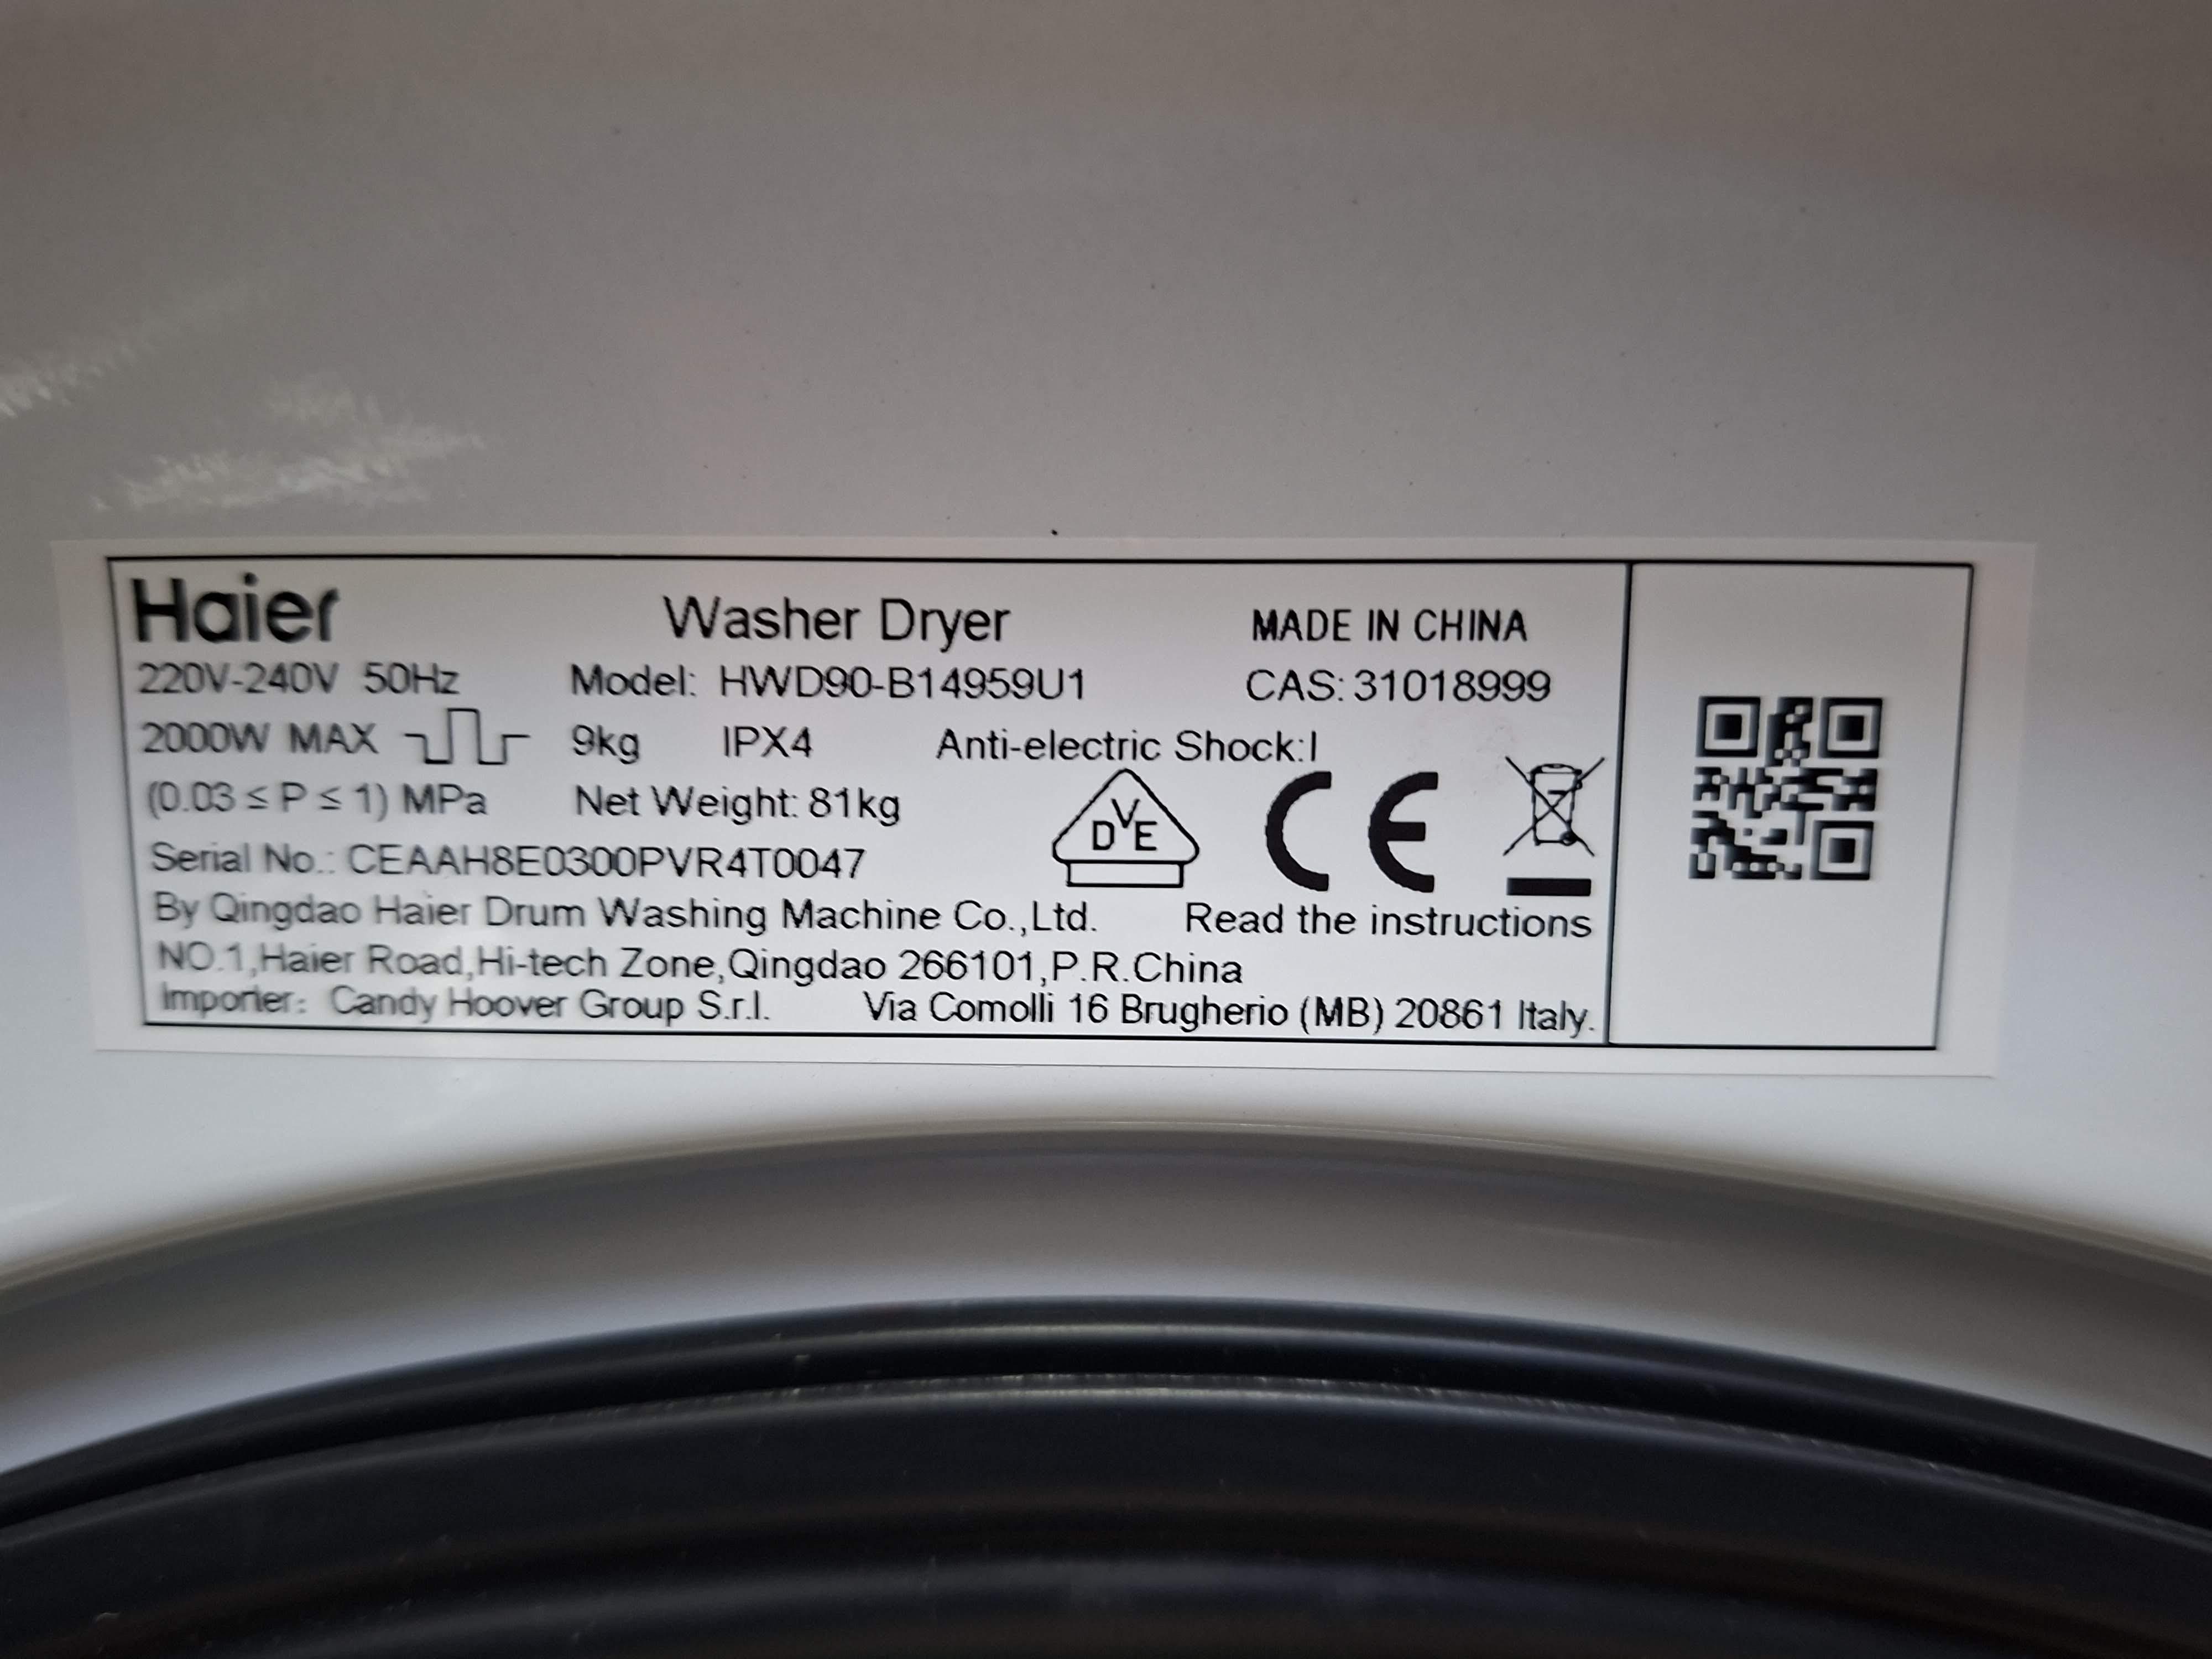 Haier Washer Dryer MADE IN CHINA
220V-240V 50Hz Model: HWD90-B14959U1 CAS: 31018999
2000W MAX 9kg IPX4 Anti-electric Shock:I
(0.03 ≤ P ≤ 1) MPa Net Weight: 81kg
DVE CE
Serial No.: CEAAH8E0300PVR4T0047
By Qingdao Haier Drum Washing Machine Co.,Ltd. Read the instructions
NO.1,Haier Road,Hi-tech Zone,Qingdao 266101,P.R.China
Importer: Candy Hoover Group S.r.l. Via Comolli 16 Brugherio (MB) 20861 Italy.